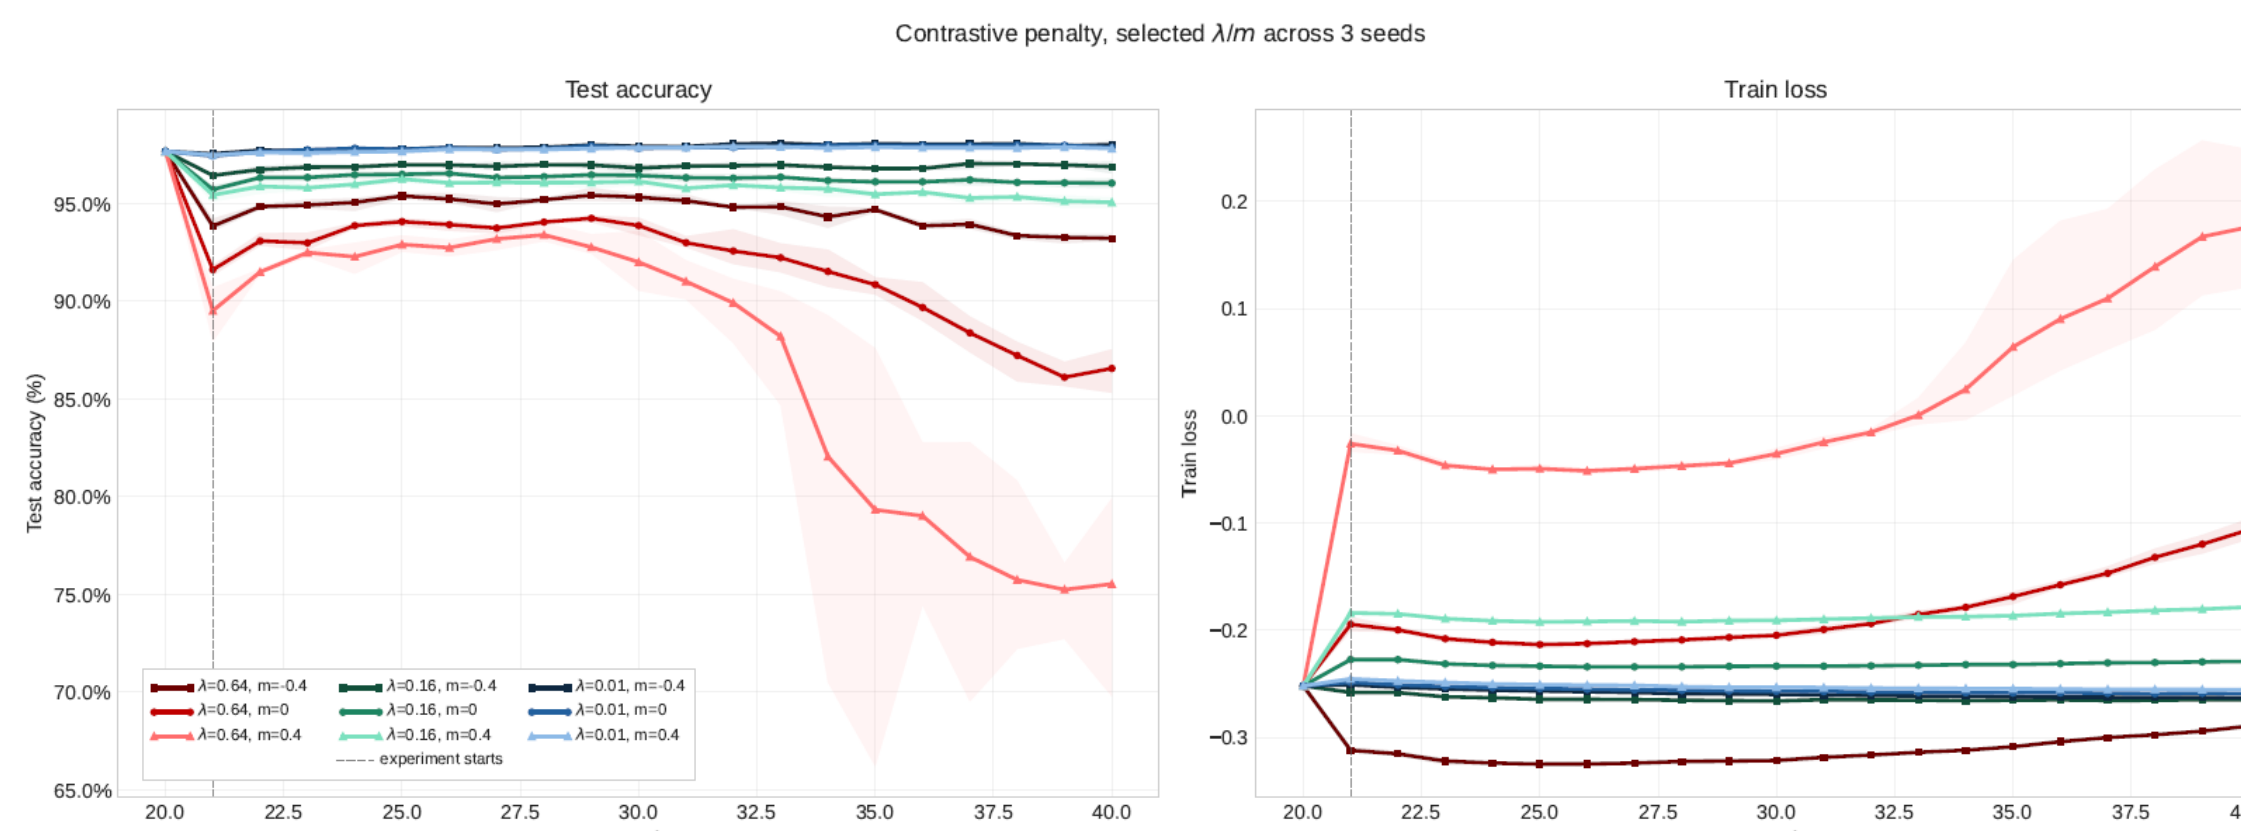 Contrastive penalty, selected λ/m across 3 seeds
Test accuracy
Test accuracy (%)
95.0%
90.0%
85.0%
80.0%
75.0%
70.0%
65.0%
20.0 22.5 25.0 27.5 30.0 32.5 35.0 37.5 40.0
λ=0.64, m=-0.4 λ=0.16, m=-0.4 λ=0.01, m=-0.4
λ=0.64, m=0 λ=0.16, m=0 λ=0.01, m=0
λ=0.64, m=0.4 λ=0.16, m=0.4 λ=0.01, m=0.4
experiment starts
Train loss
Train loss
0.2
0.1
0.0
−0.1
−0.2
−0.3
20.0 22.5 25.0 27.5 30.0 32.5 35.0 37.5